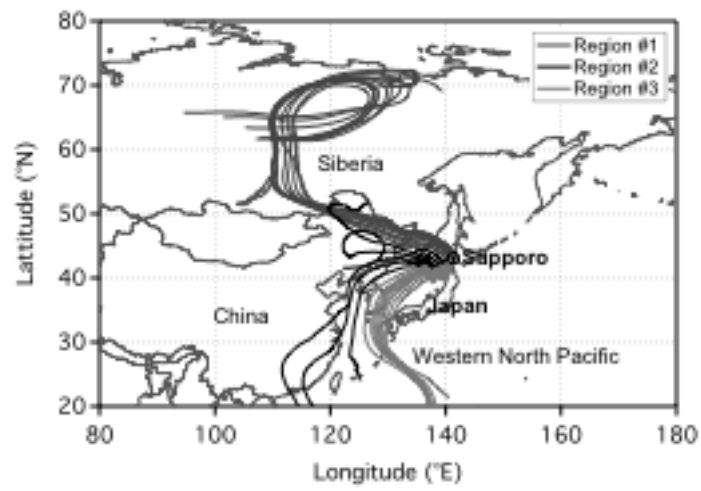 80
70
60
50
40
30
20
Lattitude (°N)
Region #1
Region #2
Region #3
Siberia
Sapporo
China
Japan
Western North Pacific
80 100 120 140 160 180
Longitude (°E)